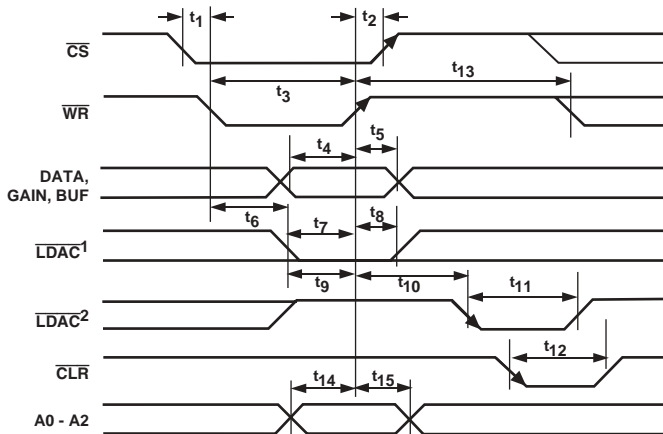 t1 t2
CS
t3 t13
WR
t4 t5
DATA,
GAIN, BUF
t6 t7 t8
LDAC1
t9 t10 t11
LDAC2
t12
CLR
t14 t15
A0 - A2